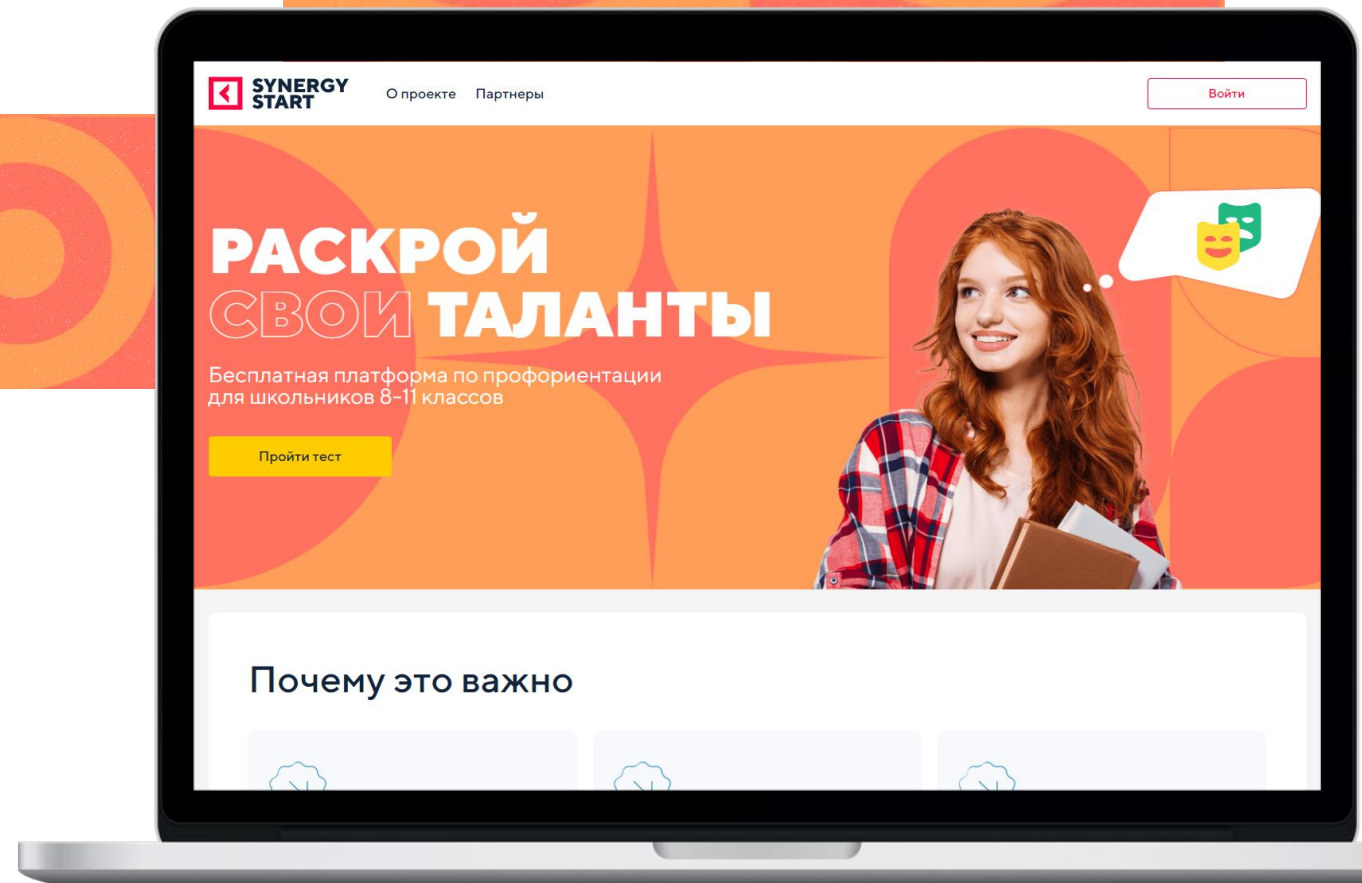 SYNERGY
START
О проекте
Партнеры
Войти
РАСКРОЙ
СВОИ ТАЛАНТЫ
Бесплатная платформа по профориентации
для школьников 8-11 классов
Пройти тест
Почему это важно